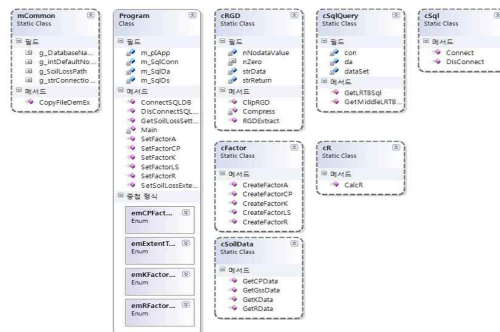 mCommon
Static Class
필드
g_DatabaseNa...
g_intDefaultNo...
g_SoilLossPath
g_strConnectio...
메서드
CopyFileDemEx
Program
Class
필드
m_pIApp
m_SqlConn
m_SqlDa
m_SqlDs
메서드
ConnectSQLDB
DisConnectSQL...
GetSoilLossSett...
Main
SetFactorA
SetFactorCP
SetFactorK
SetFactorLS
SetFactorR
SetSoilLossExte...
중첩 형식
emCPFact...
Enum
emExtentT...
Enum
emKFactor...
Enum
emRFactor...
Enum
cRGD
Static Class
필드
nNodataValue
nZero
strData
strReturn
메서드
ClipRGD
Compress
RGDExtract
cFactor
Static Class
메서드
CreateFactorA
CreateFactorCP
CreateFactorK
CreateFactorLS
CreateFactorR
cSoilData
Static Class
메서드
GetCPData
GetGssData
GetKData
GetRData
cSqlQuery
Static Class
필드
con
da
dataSet
메서드
GetLRTBSql
GetMiddleLRTB...
cR
Static Class
메서드
CalcR
cSql
Static Class
메서드
Connect
DisConnect